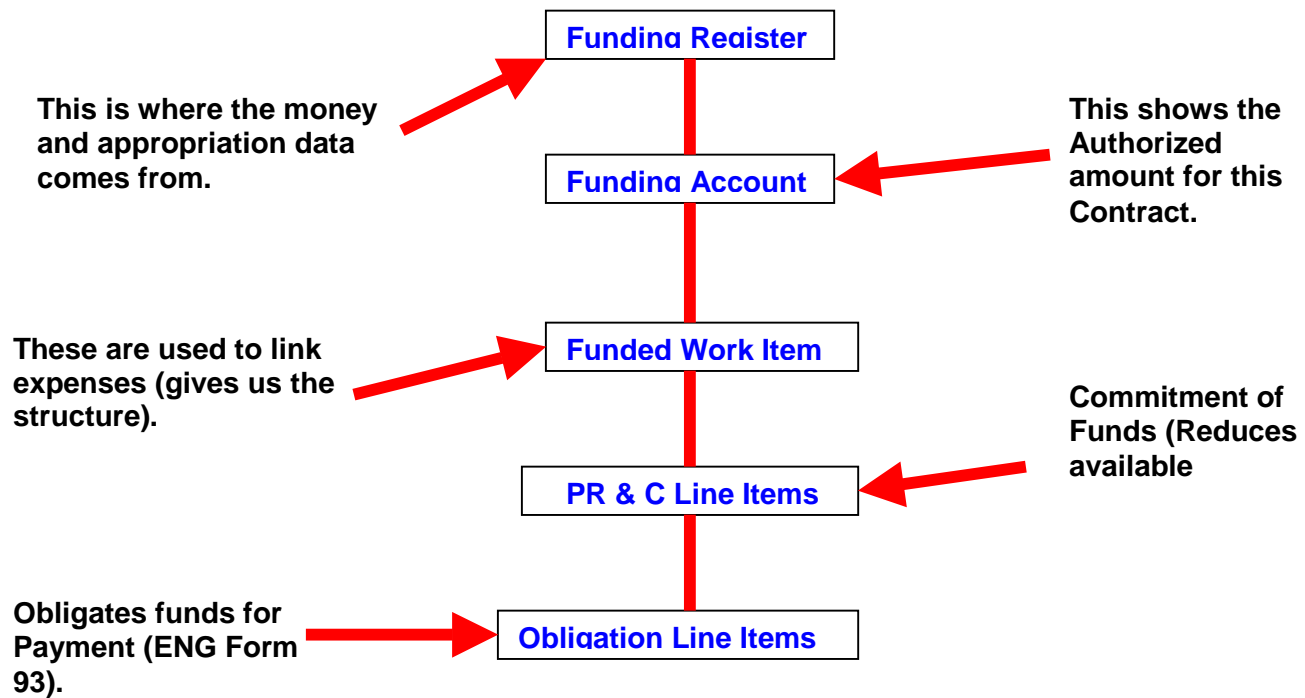 Funding Register
This is where the money
and appropriation data
comes from.
This shows the
Authorized
amount for this
Contract.
Funding Account
These are used to link
expenses (gives us the
structure).
Funded Work Item
Commitment of
Funds (Reduces
available
PR & C Line Items
Obligates funds for
Payment (ENG Form
93).
Obligation Line Items